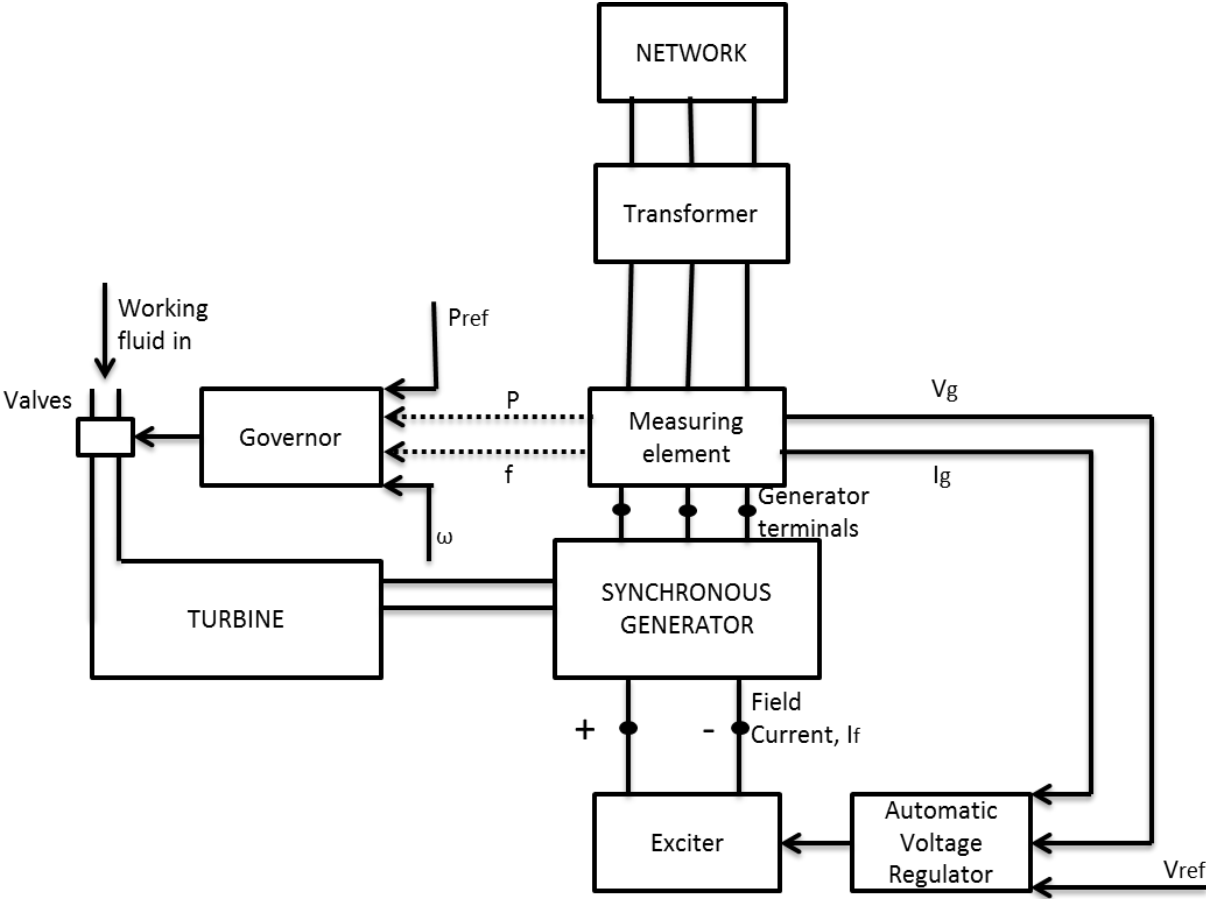 NETWORK
Transformer
Working
fluid in
Pref
Valves
Governor
P
f
Measuring
element
Vg
Ig
Generator
terminals
ω
TURBINE
SYNCHRONOUS
GENERATOR
+
-
Field
Current, If
Exciter
Automatic
Voltage
Regulator
Vref